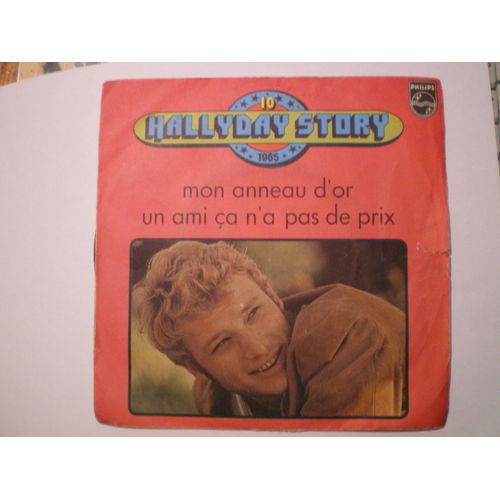 10
HALLYDAY STORY
1965
PHILIPS
mon anneau d'or
un ami ça n'a pas de prix